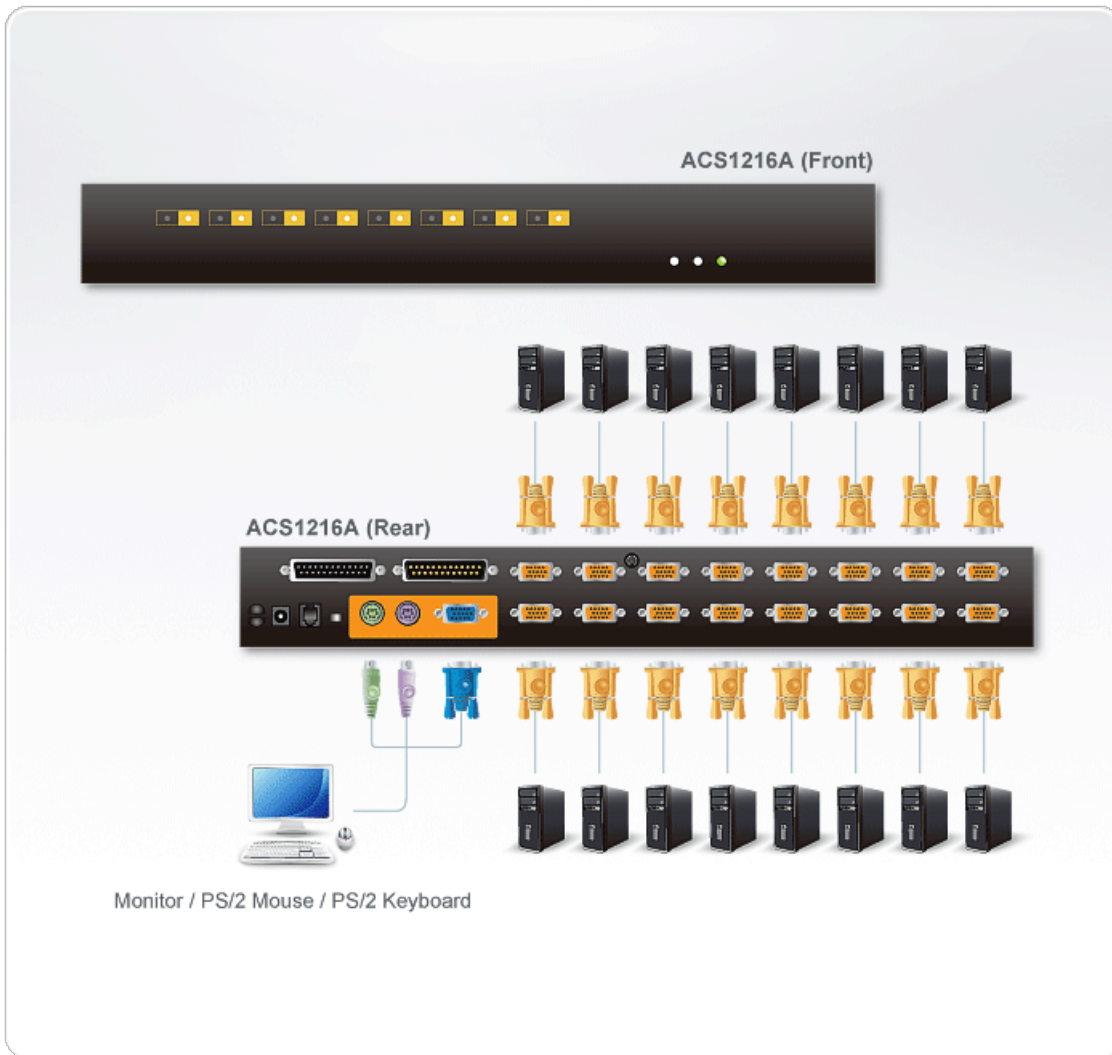 ACS1216A (Front)
ACS1216A (Rear)
Monitor / PS/2 Mouse / PS/2 Keyboard